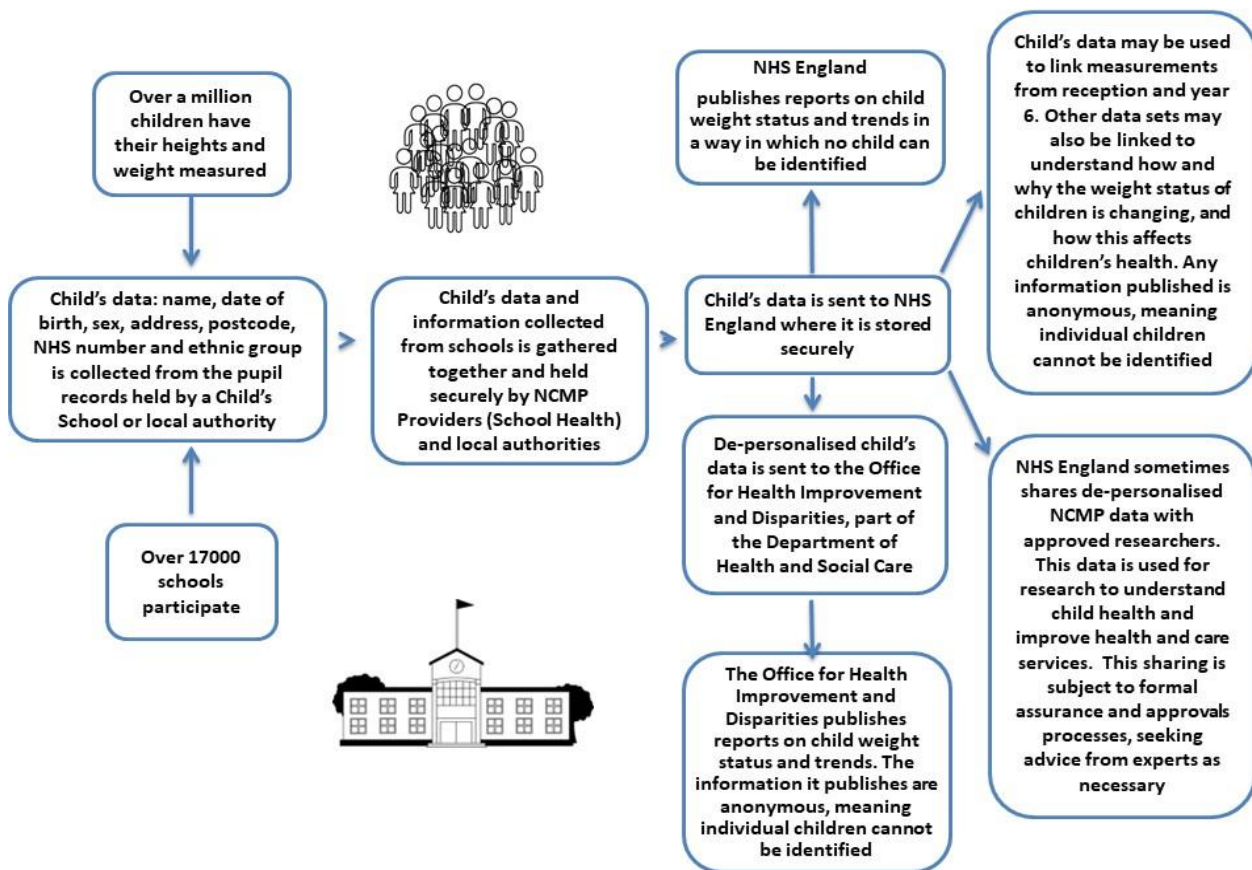 Over a million
children have
their heights and
weight measured
Child's data: name, date of
birth, sex, address, postcode,
NHS number and ethnic group
is collected from the pupil
records held by a Child's
School or local authority
Over 17000
schools
participate
Child's data and
information collected
from schools is gathered
together and held
securely by NCMP
Providers (School Health)
and local authorities
NHS England
publishes reports on child
weight status and trends in
a way in which no child can
be identified
Child's data is sent to NHS
England where it is stored
securely
De-personalised child's
data is sent to the Office
for Health Improvement
and Disparities, part of
the Department of
Health and Social Care
The Office for Health
Improvement and
Disparities publishes
reports on child weight
status and trends. The
information it publishes are
anonymous, meaning
individual children cannot
be identified
Child's data may be used
to link measurements
from reception and year
6. Other data sets may
also be linked to
understand how and
why the weight status of
children is changing, and
how this affects
children's health. Any
information published is
anonymous, meaning
individual children
cannot be identified
NHS England sometimes
shares de-personalised
NCMP data with
approved researchers.
This data is used for
research to understand
child health and
improve health and care
services. This sharing is
subject to formal
assurance and approvals
processes, seeking
advice from experts as
necessary